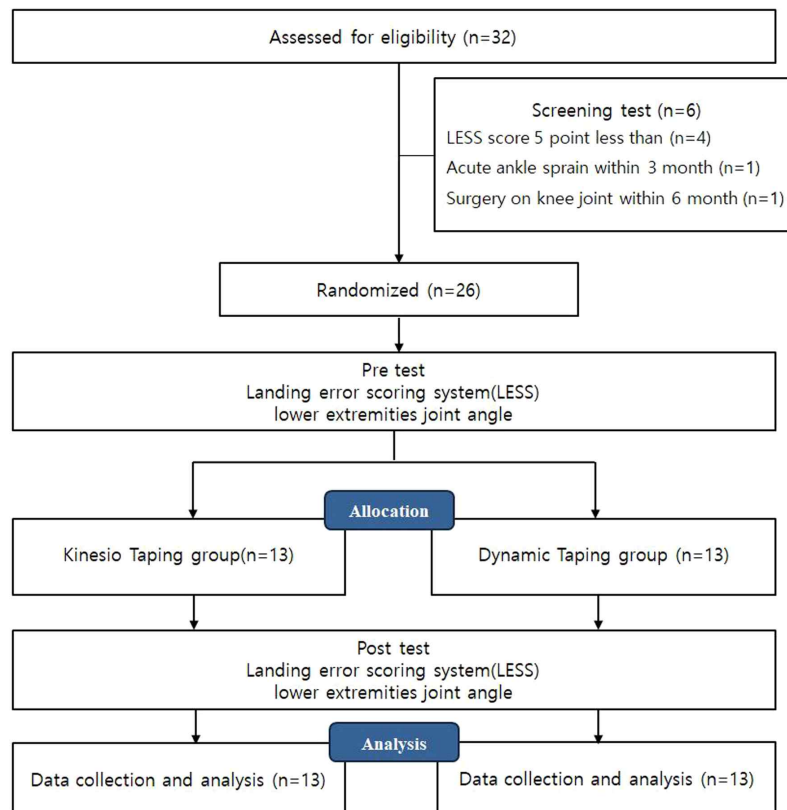 Assessed for eligibility (n=32)
Screening test (n=6)
LESS score 5 point less than (n=4)
Acute ankle sprain within 3 month (n=1)
Surgery on knee joint within 6 month (n=1)
Randomized (n=26)
Pre test
Landing error scoring system(LESS)
lower extremities joint angle
Allocation
Kinesio Taping group(n=13)
Dynamic Taping group (n=13)
Post test
Landing error scoring system(LESS)
lower extremities joint angle
Analysis
Data collection and analysis (n=13)
Data collection and analysis (n=13)